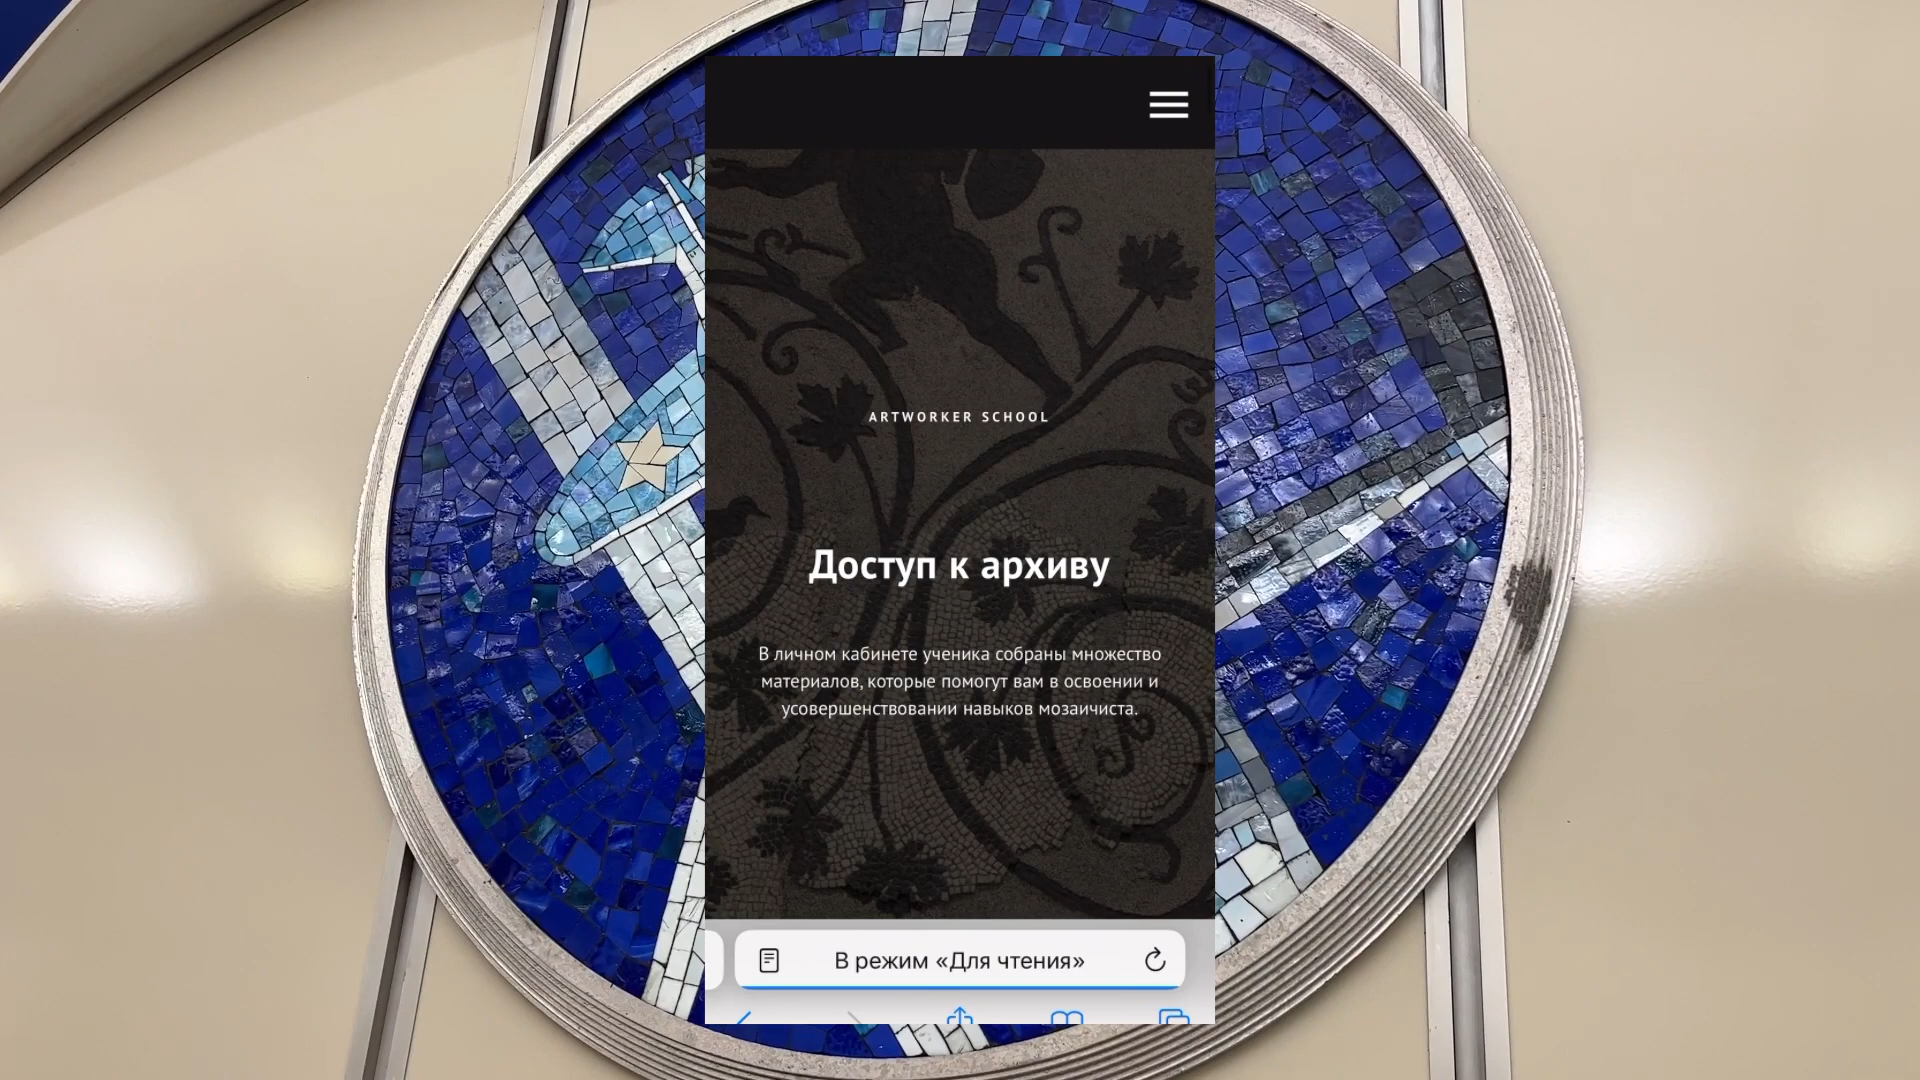 ARTWORKER SCHOOL
Доступ к архиву
В личном кабинете ученика собраны множество
материалов, которые помогут вам в освоении и
усовершенствовании навыков мозаичиста.
В режим «Для чтения»